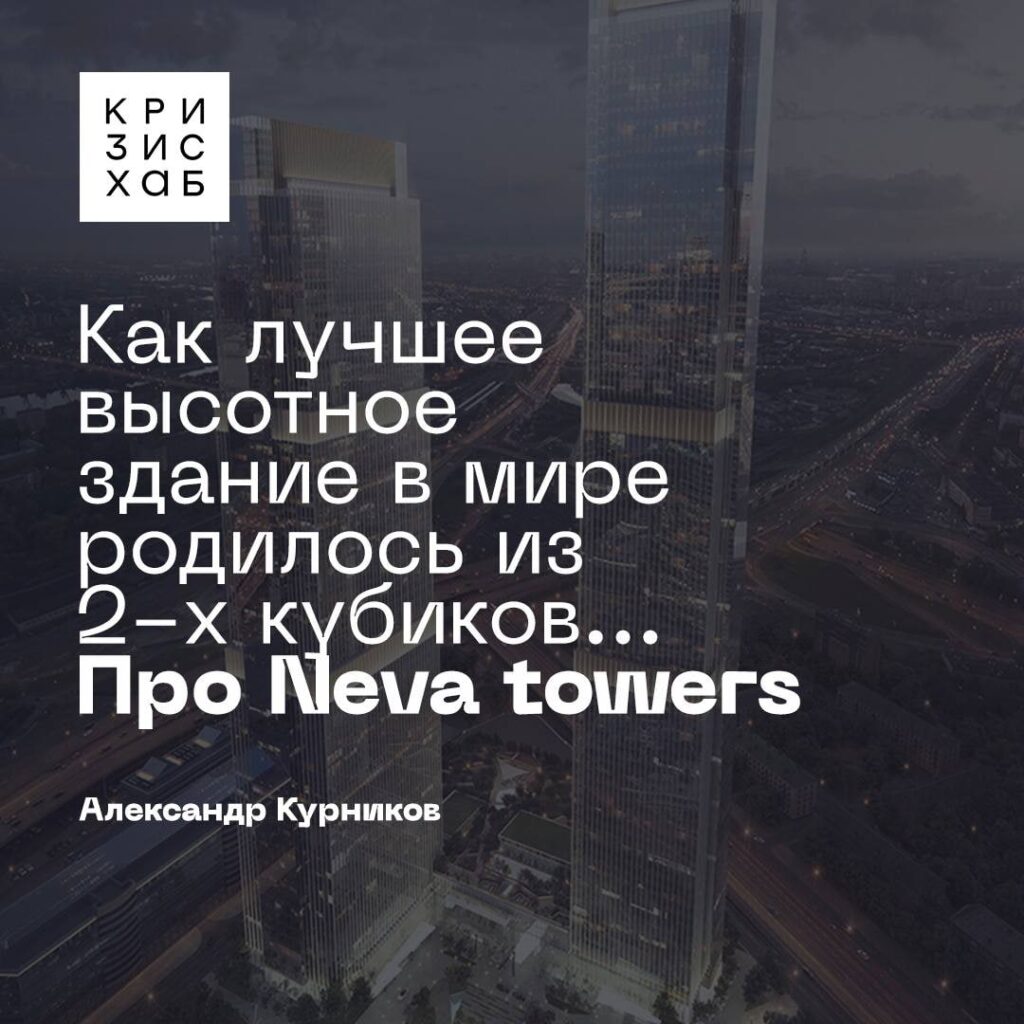 КРИ
ЗИС
ХАБ
Как лучшее
высотное
здание в мире
родилось из
2-х кубиков...
Про Neva towers
Александр Курников